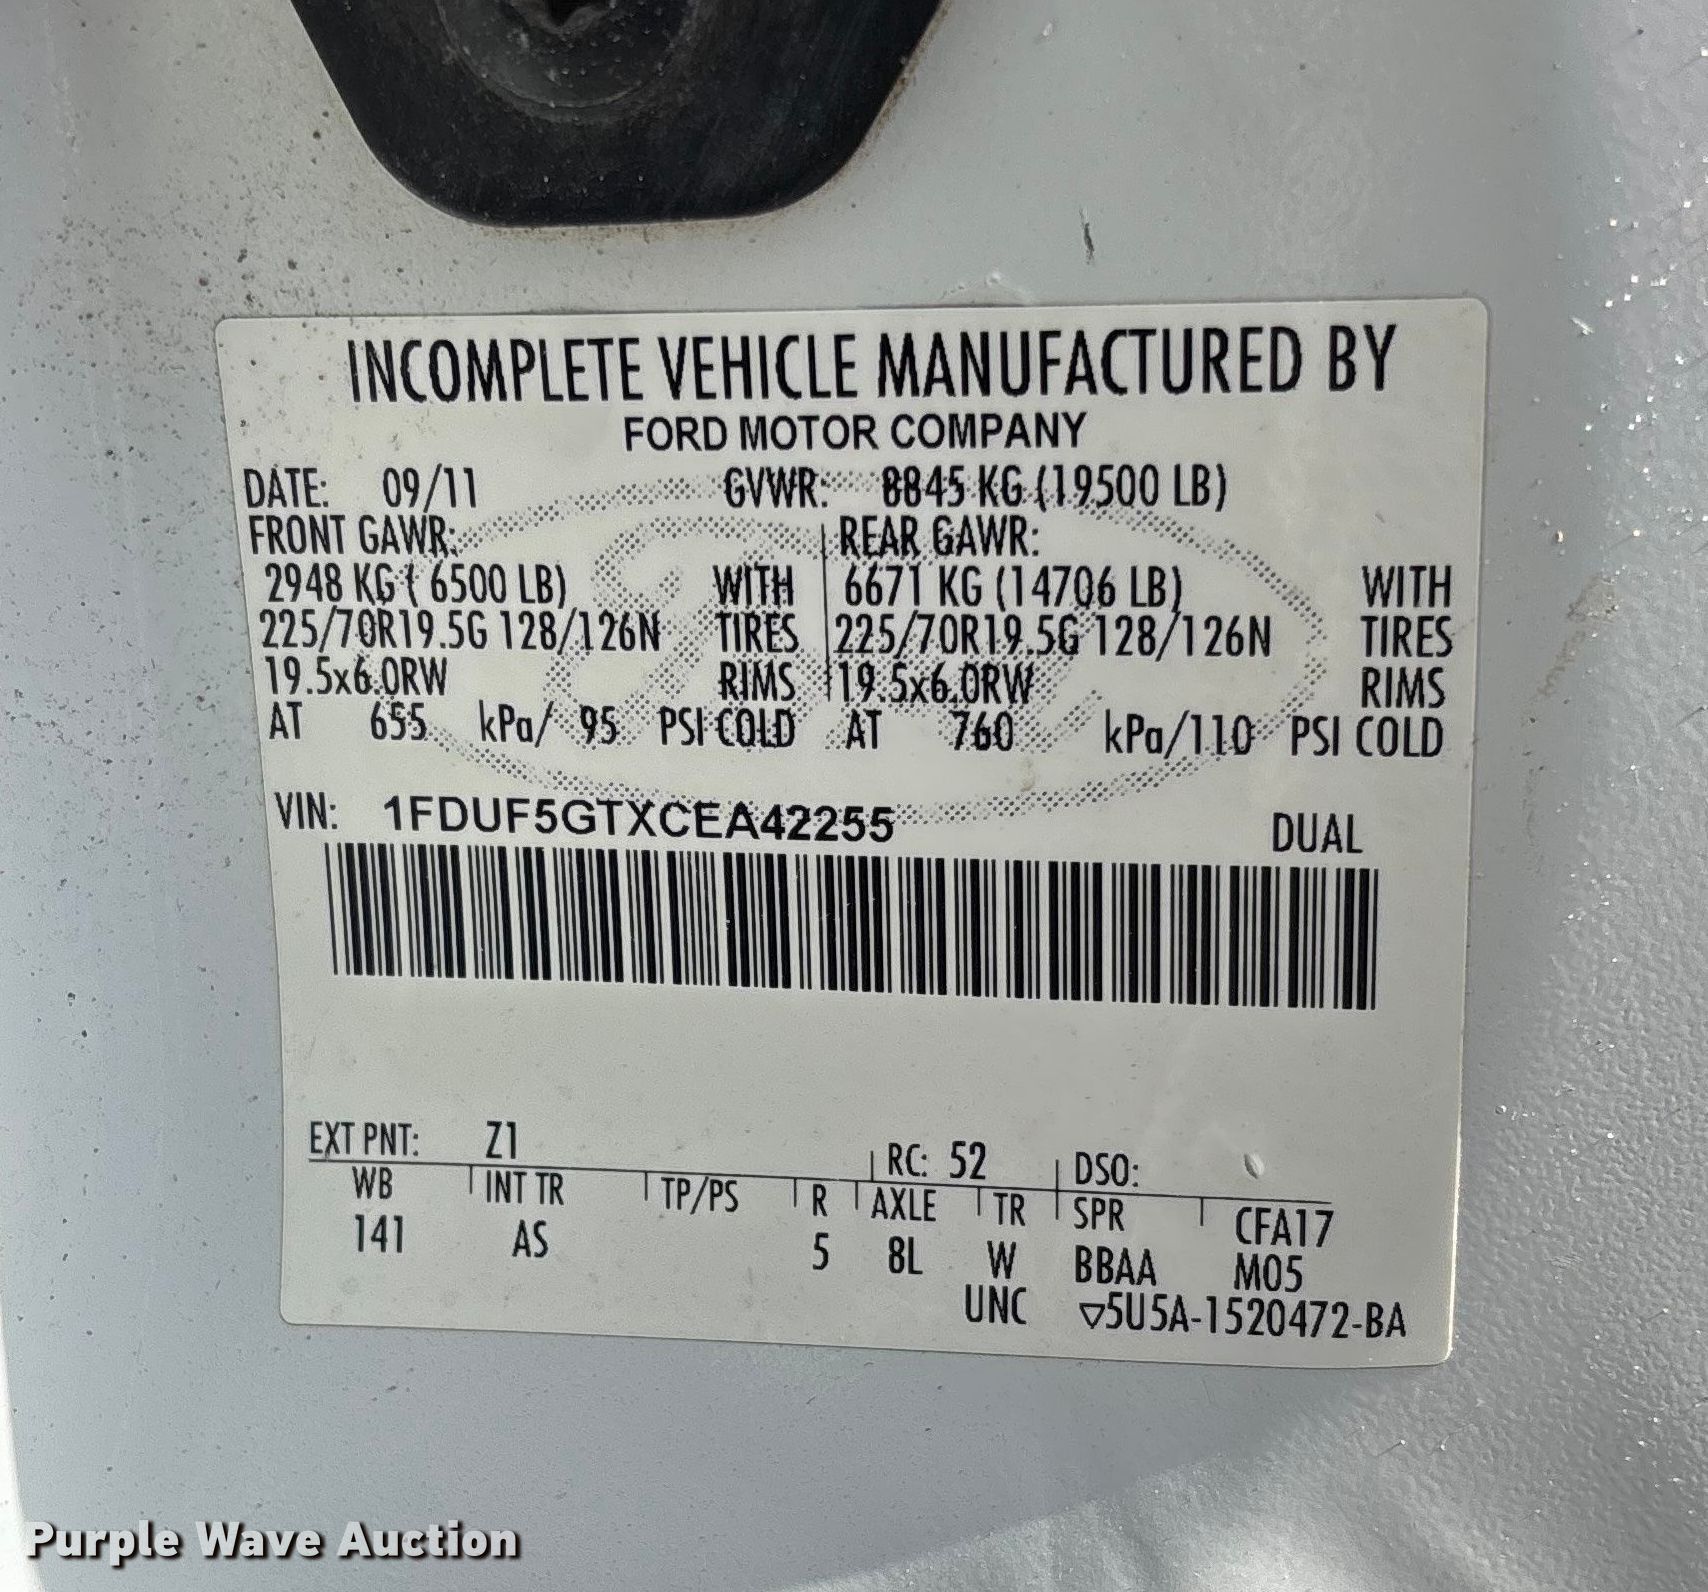 INCOMPLETE VEHICLE MANUFACTURED BY
FORD MOTOR COMPANY
DATE: 09/11 GVWR: 8845 KG (19500 LB)
FRONT GAWR: REAR GAWR:
2948 KG ( 6500 LB) WITH 6671 KG (14706 LB) WITH
225/70R19.5G 128/126N TIRES 225/70R19.5G 128/126N TIRES
19.5x6.0RW RIMS 19.5x6.0RW RIMS
AT 655 kPa/ 95 PSI COLD AT 760 kPa/110 PSI COLD
VIN: 1FDUF5GTXCEA42255 DUAL
EXT PNT: Z1 RC: 52 DSO:
WB INT TR TP/PS R AXLE TR SPR CFA17
141 AS 5 8L W BBAA M05
UNC ▽5U5A-1520472-BA
Purple Wave Auction